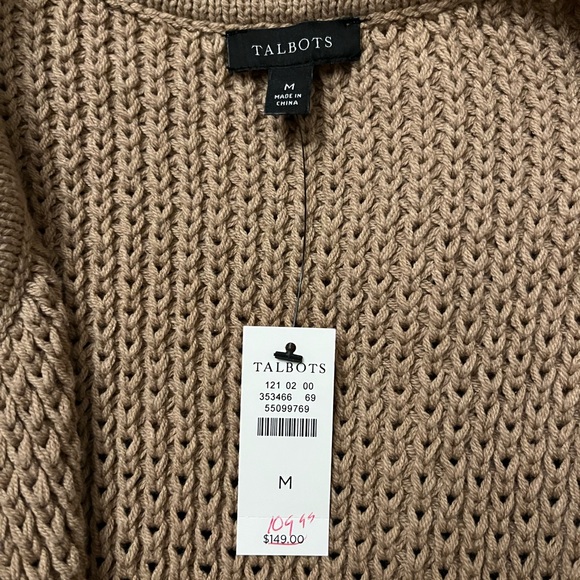 TALBOTS
M
MADE IN
CHINA
TALBOTS
121 02 00
353466 69
55099769
M
109.99
$149.00